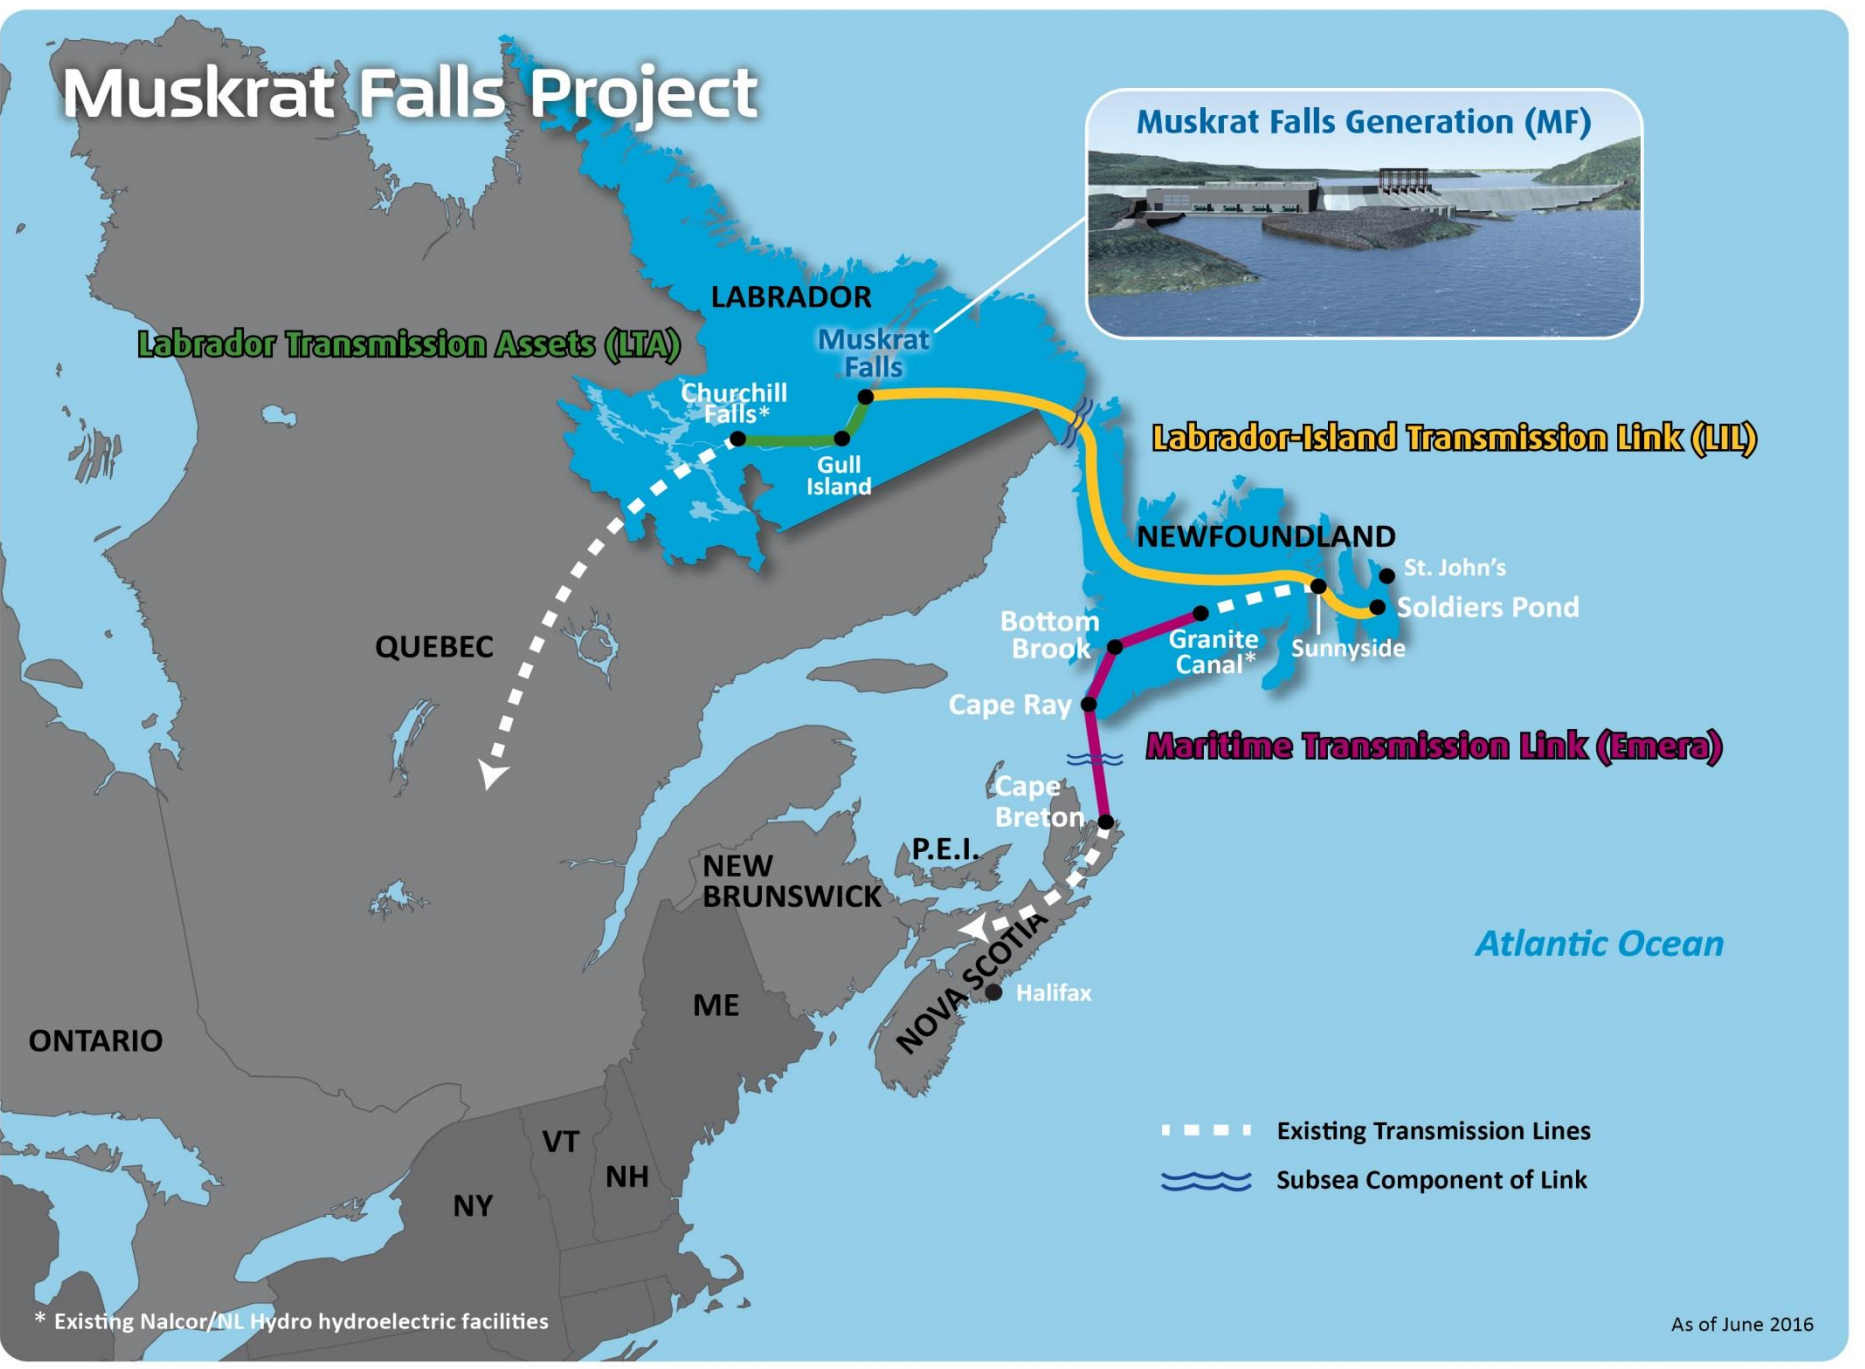 Muskrat Falls Project
Muskrat Falls Generation (MF)
LABRADOR
Labrador Transmission Assets (LTA)
Muskrat
Falls
Churchill
Falls*
Gull
Island
Labrador-Island Transmission Link (LIL)
NEWFOUNDLAND
St. John's
Soldiers Pond
Bottom
Brook
Granite
Canal*
Sunnyside
QUEBEC
Cape Ray
Maritime Transmission Link (Emera)
Cape
Breton
P.E.I.
NEW
BRUNSWICK
NOVA SCOTIA
Atlantic Ocean
Halifax
ME
ONTARIO
VT
NH
NY
Existing Transmission Lines
Subsea Component of Link
* Existing Nalcor/NL Hydro hydroelectric facilities
As of June 2016